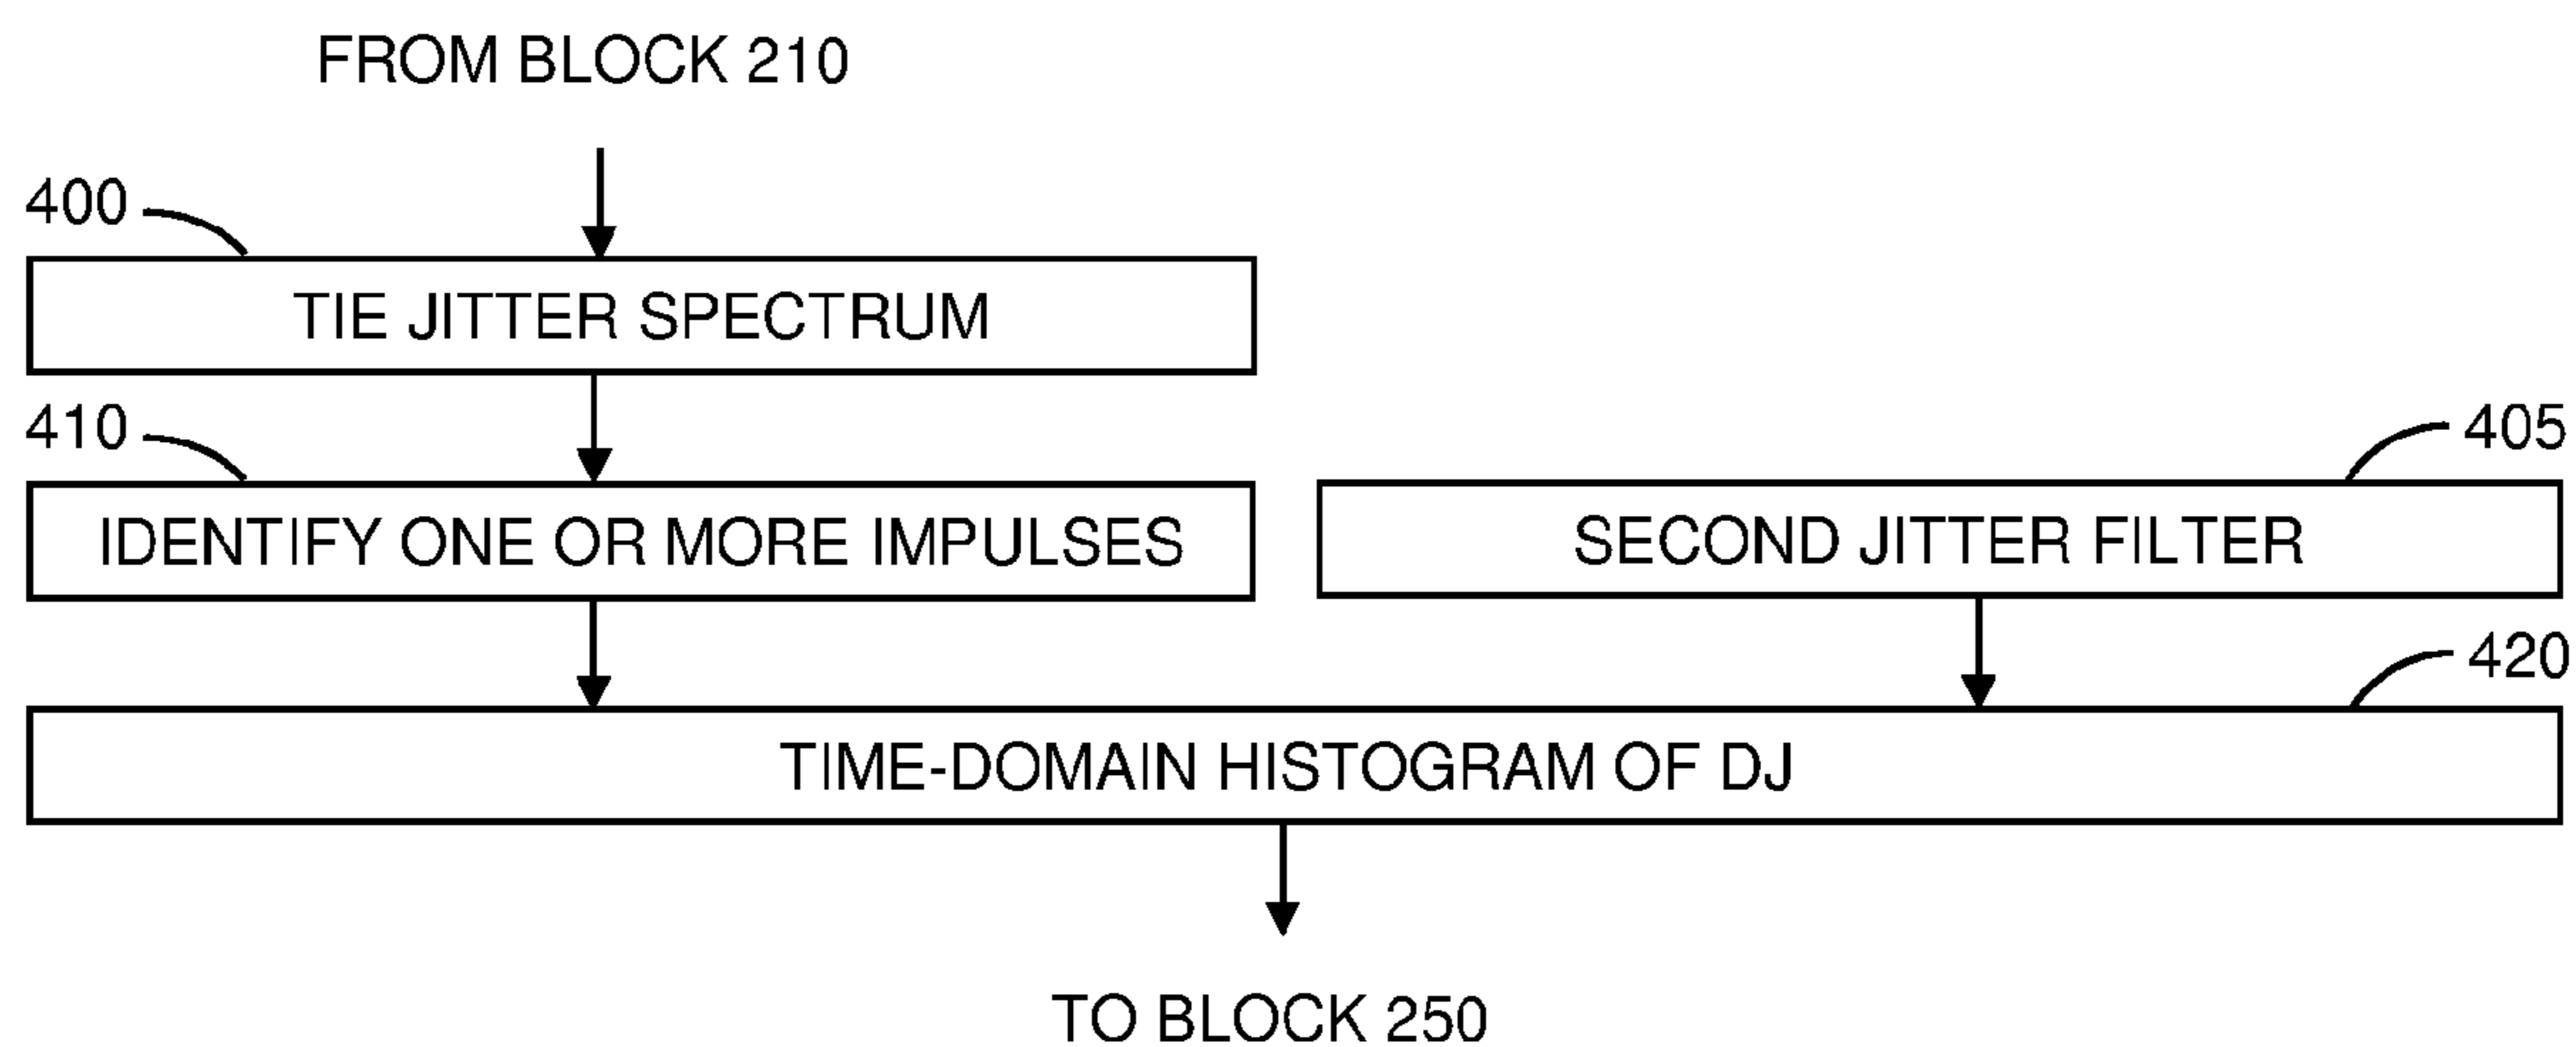 FROM BLOCK 210
400
TIE JITTER SPECTRUM
410
405
IDENTIFY ONE OR MORE IMPULSES
SECOND JITTER FILTER
420
TIME-DOMAIN HISTOGRAM OF DJ
TO BLOCK 250